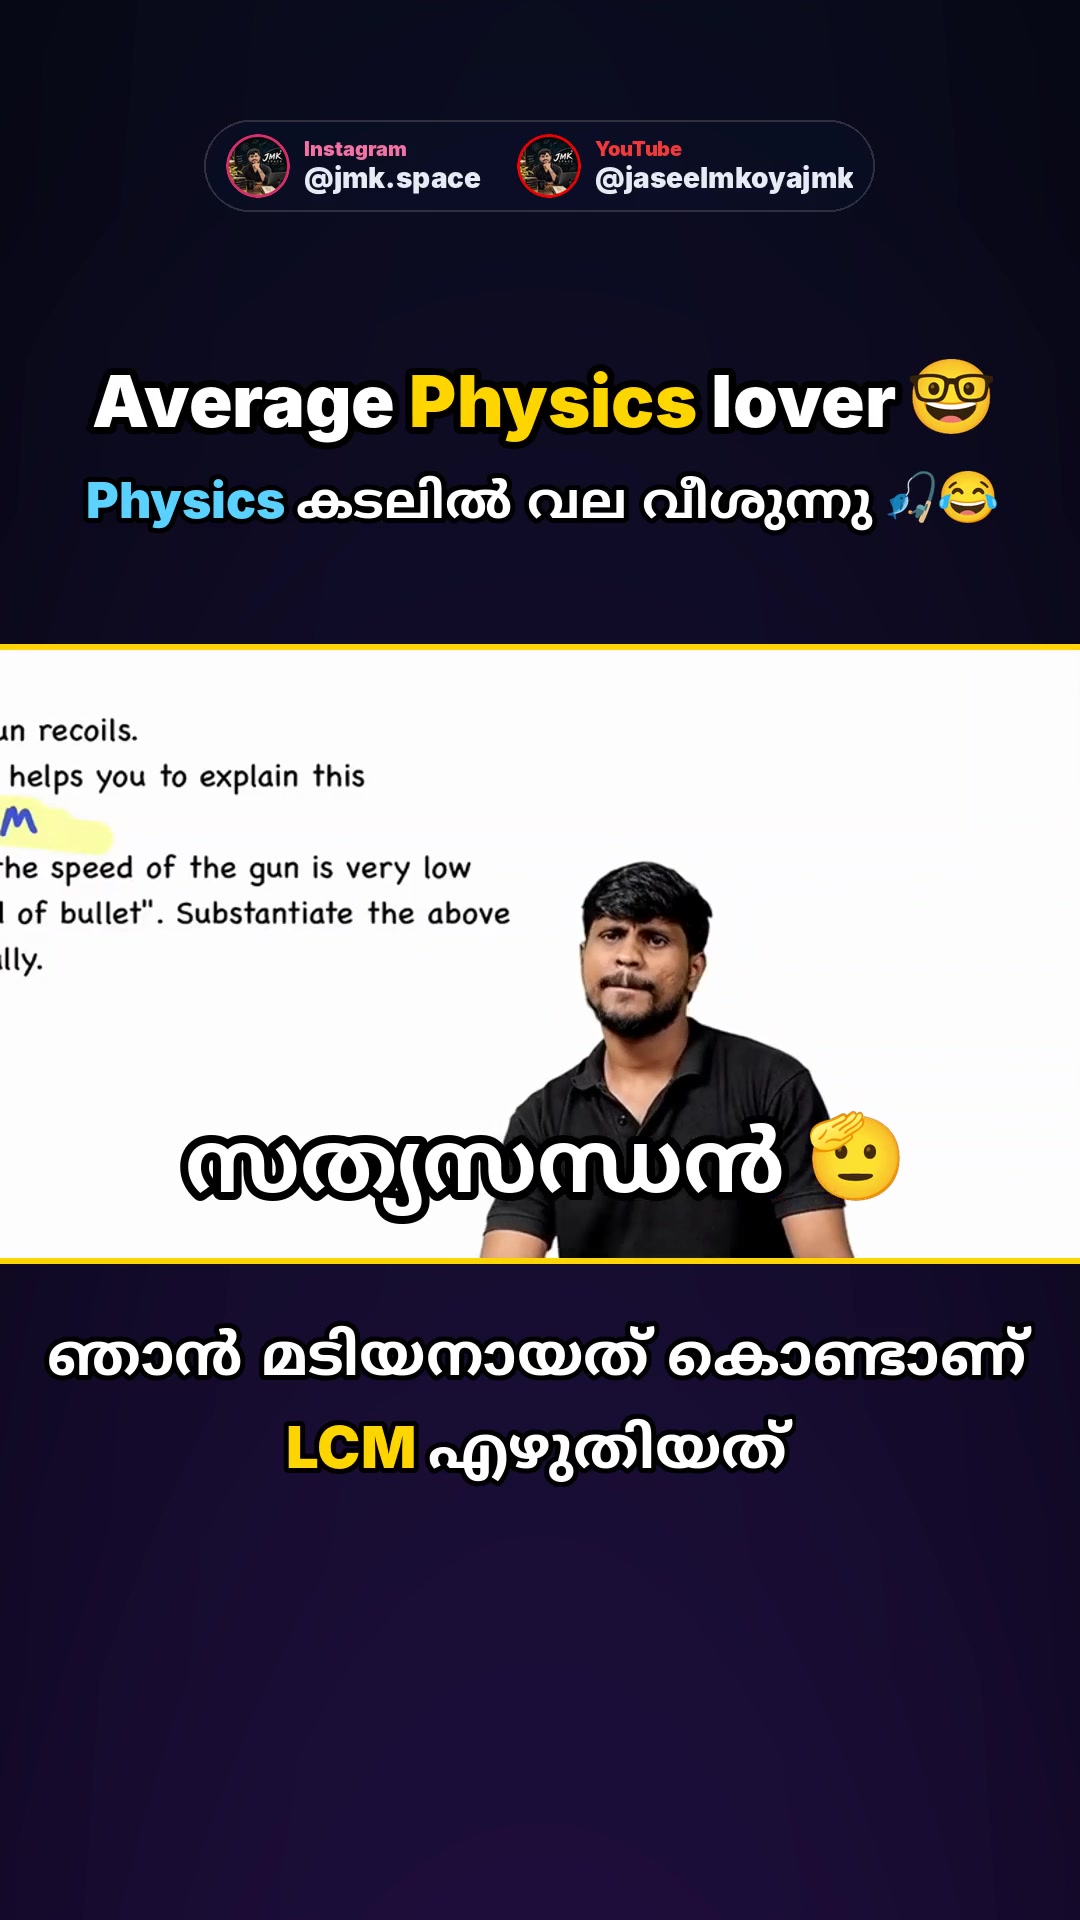 Instagram
@jmk.space
YouTube
@jaseelmkoyajmk
Average Physics lover 🤓
Physics കടലിൽ വല വീശുന്നു 🎣😂
recoils.
helps you to explain this
M
the speed of the gun is very low
of bullet". Substantiate the above
സത്യസന്ധൻ 🫡
ഞാൻ മടിയനായത് കൊണ്ടാണ്
LCM എഴുതിയത്